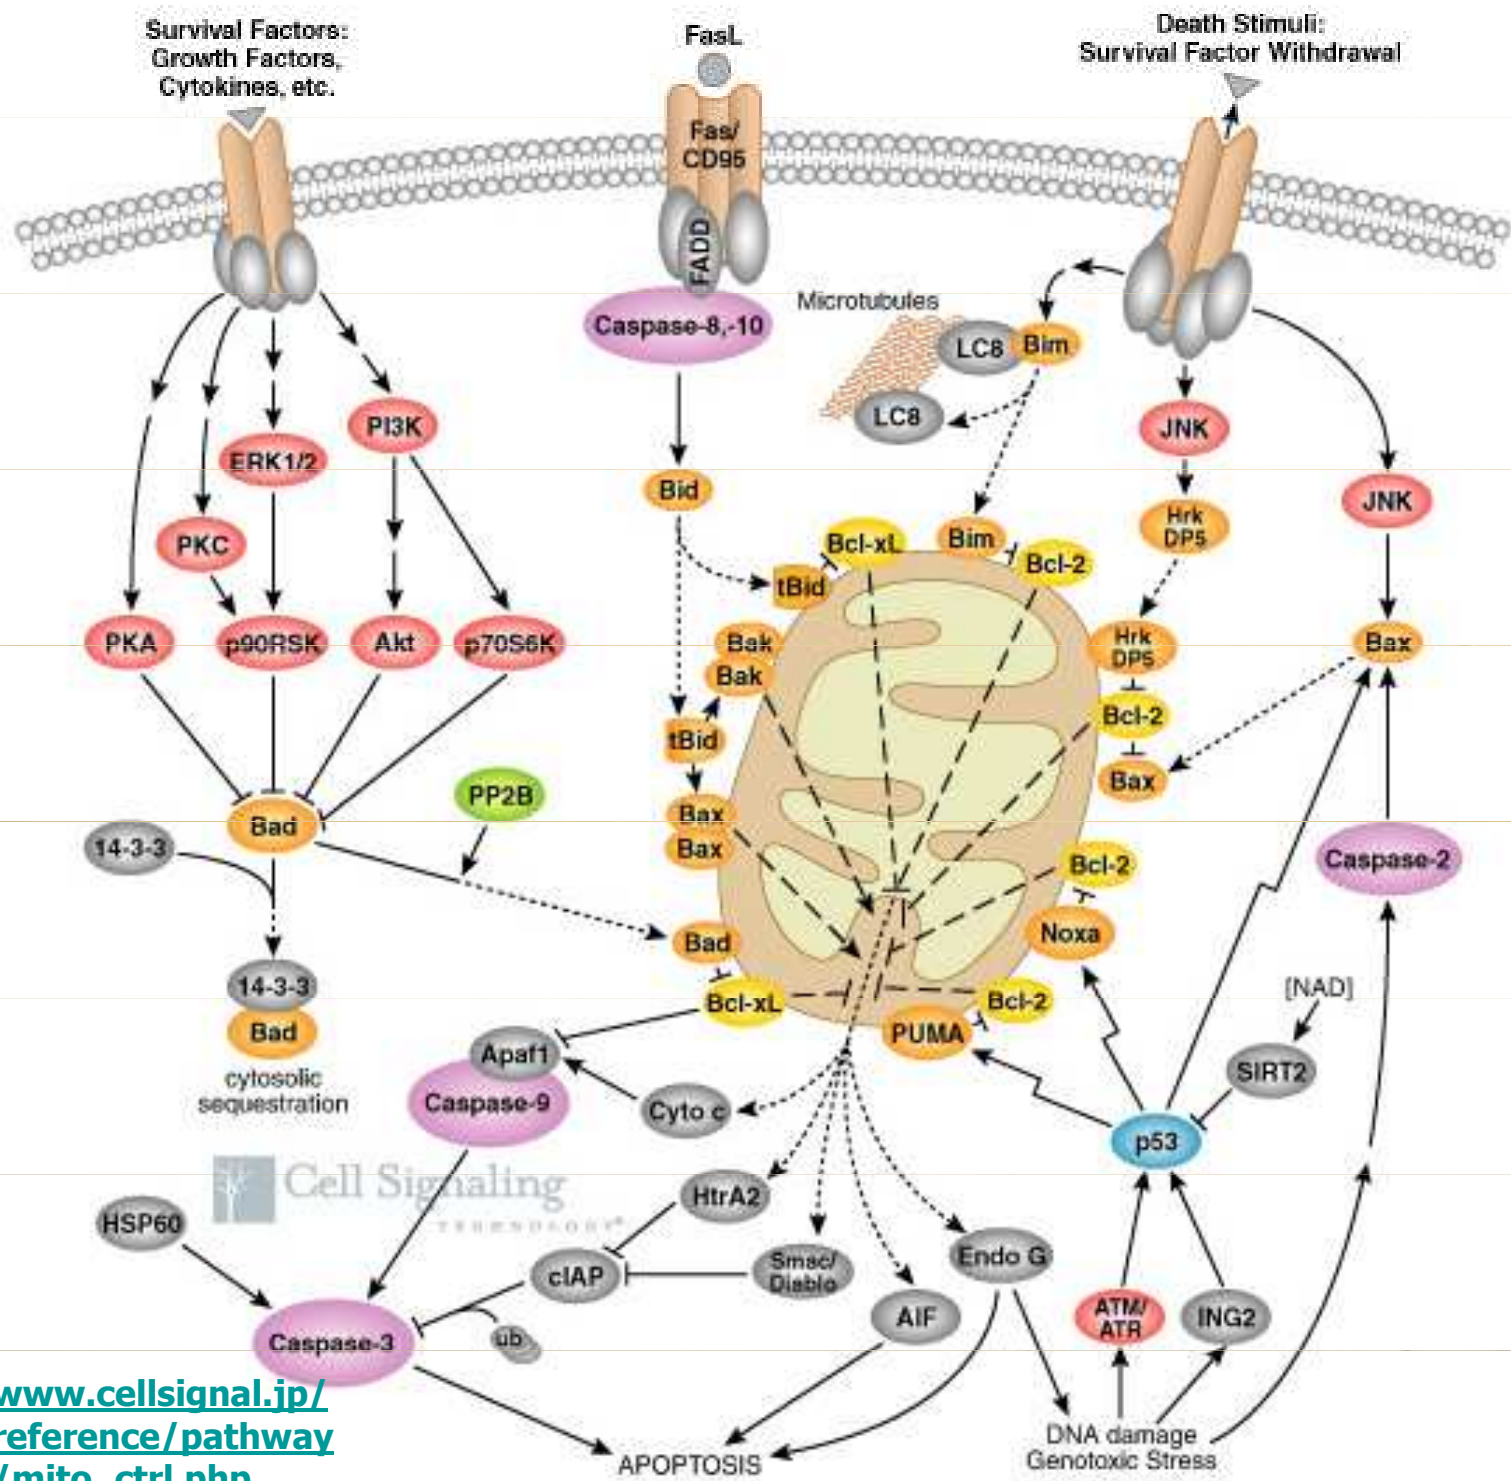 Survival Factors:
Growth Factors,
Cytokines, etc.
FasL
Death Stimuli:
Survival Factor Withdrawal
Fas/
CD95
FADD
Caspase-8,-10
Microtubules
LC8
Bim
LC8
PI3K
JNK
ERK1/2
Bid
JNK
PKC
Hrk
DP5
Bcl-xL
Bim
Bcl-2
tBid
PKA
p90RSK
Akt
p70S6K
Bak
Bak
Hrk
DP5
Bax
tBid
Bcl-2
Bax
PP2B
Bad
14-3-3
Bax
Bax
Bcl-2
Caspase-2
Noxa
Bad
14-3-3
Bad
cytosolic
sequestration
Bcl-xL
Bcl-2
PUMA
[NAD]
SIRT2
Apaf1
Caspase-9
Cyto c
p53
Cell Signaling
TECHNOLOGY®
HSP60
HtrA2
cIAP
Smac/
Diablo
Endo G
AIF
ATM/
ATR
ING2
ub
Caspase-3
DNA damage
Genotoxic Stress
APOPTOSIS
www.cellsignal.jp/
reference/pathway
/mito_ctrl.php